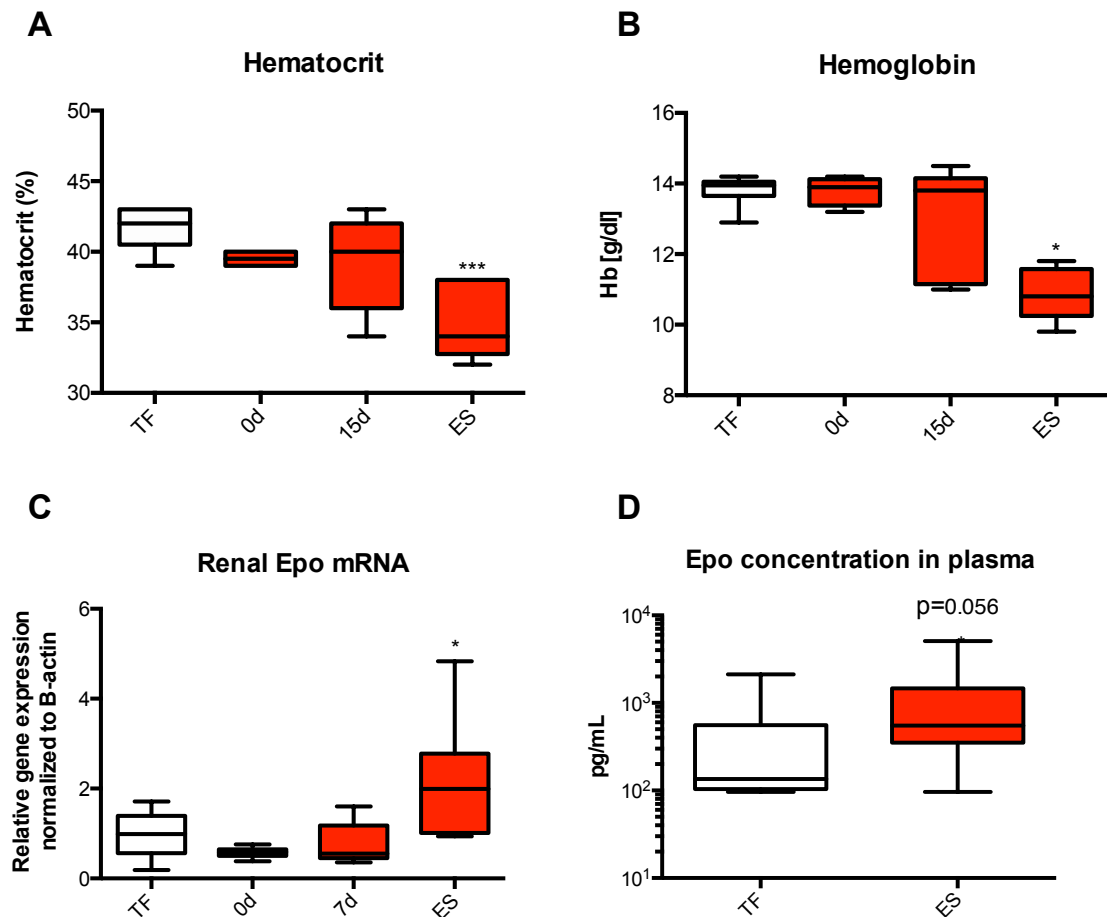 A
Hematocrit
Hematocrit (%)
50
45
40
35
30
***
TF
0d
15d
ES
B
Hemoglobin
Hb [g/dl]
16
14
12
10
8
*
TF
0d
15d
ES
C
Renal Epo mRNA
Relative gene expression
normalized to B-actin
6
4
2
0
*
TF
0d
7d
ES
D
Epo concentration in plasma
pg/mL
10⁴
10³
10²
10¹
p=0.056
*
TF
ES